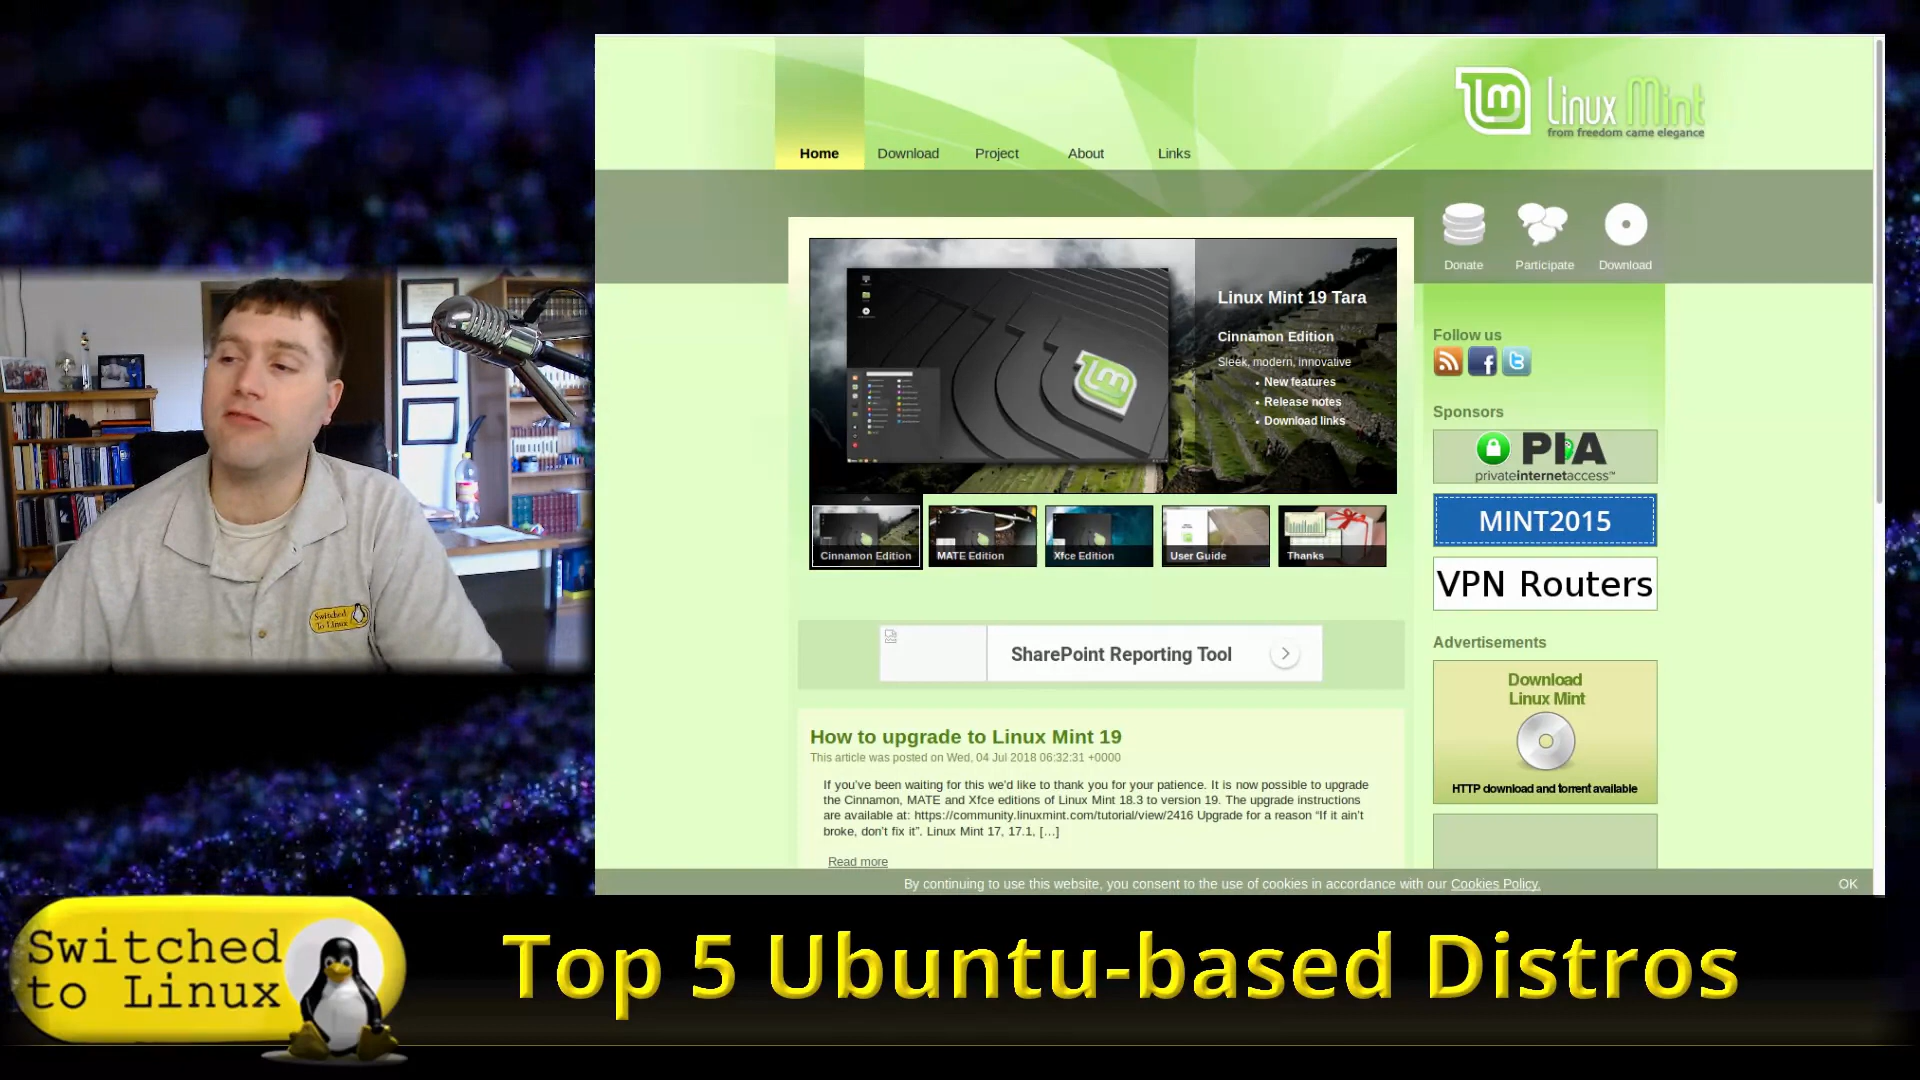 Linux Mint
from freedom came elegance
Home
Download
Project
About
Links
Donate
Participate
Download
Linux Mint 19 Tara
Cinnamon Edition
Sleek, modern, innovative
• New features
• Release notes
• Download links
Cinnamon Edition
MATE Edition
Xfce Edition
User Guide
Thanks
Follow us
Sponsors
PIA
privateinternetaccess™
MINT2015
VPN Routers
Advertisements
Download
Linux Mint
HTTP download and torrent available
SharePoint Reporting Tool
How to upgrade to Linux Mint 19
This article was posted on Wed, 04 Jul 2018 06:32:31 +0000
If you've been waiting for this we'd like to thank you for your patience. It is now possible to upgrade
the Cinnamon, MATE and Xfce editions of Linux Mint 18.3 to version 19. The upgrade instructions
are available at: https://community.linuxmint.com/tutorial/view/2416 Upgrade for a reason “If it ain't
broke, don't fix it”. Linux Mint 17, 17.1, […]
Read more
By continuing to use this website, you consent to the use of cookies in accordance with our Cookies Policy.
OK
Switched
To Linux
Switched
to Linux
Top 5 Ubuntu-based Distros